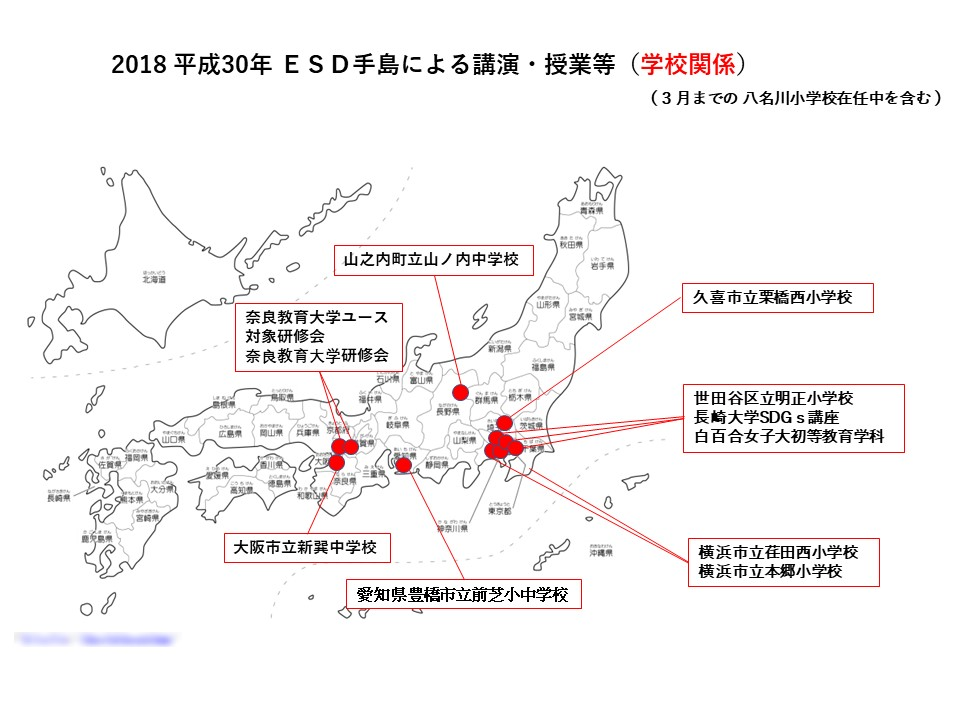 2018 平成30年 ＥＳＤ手島による講演・授業等（学校関係）
（３月までの 八名川小学校在任中を含む）
山之内町立山ノ内中学校
久喜市立栗橋西小学校
奈良教育大学ユース
対象研修会
奈良教育大学研修会
世田谷区立明正小学校
長崎大学SDGｓ講座
白百合女子大初等教育学科
大阪市立新巽中学校
愛知県豊橋市立前芝小中学校
横浜市立荏田西小学校
横浜市立本郷小学校
北海道
青森県
秋田県
岩手県
山形県
宮城県
新潟県
福島県
石川県
富山県
栃木県
群馬県
長野県
茨城県
福井県
岐阜県
山梨県
千葉県
静岡県
東京都
神奈川県
三重県
奈良県
和歌山県
兵庫県
鳥取県
島根県
岡山県
広島県
山口県
香川県
徳島県
愛媛県
高知県
福岡県
佐賀県
長崎県
大分県
熊本県
宮崎県
鹿児島県
沖縄県